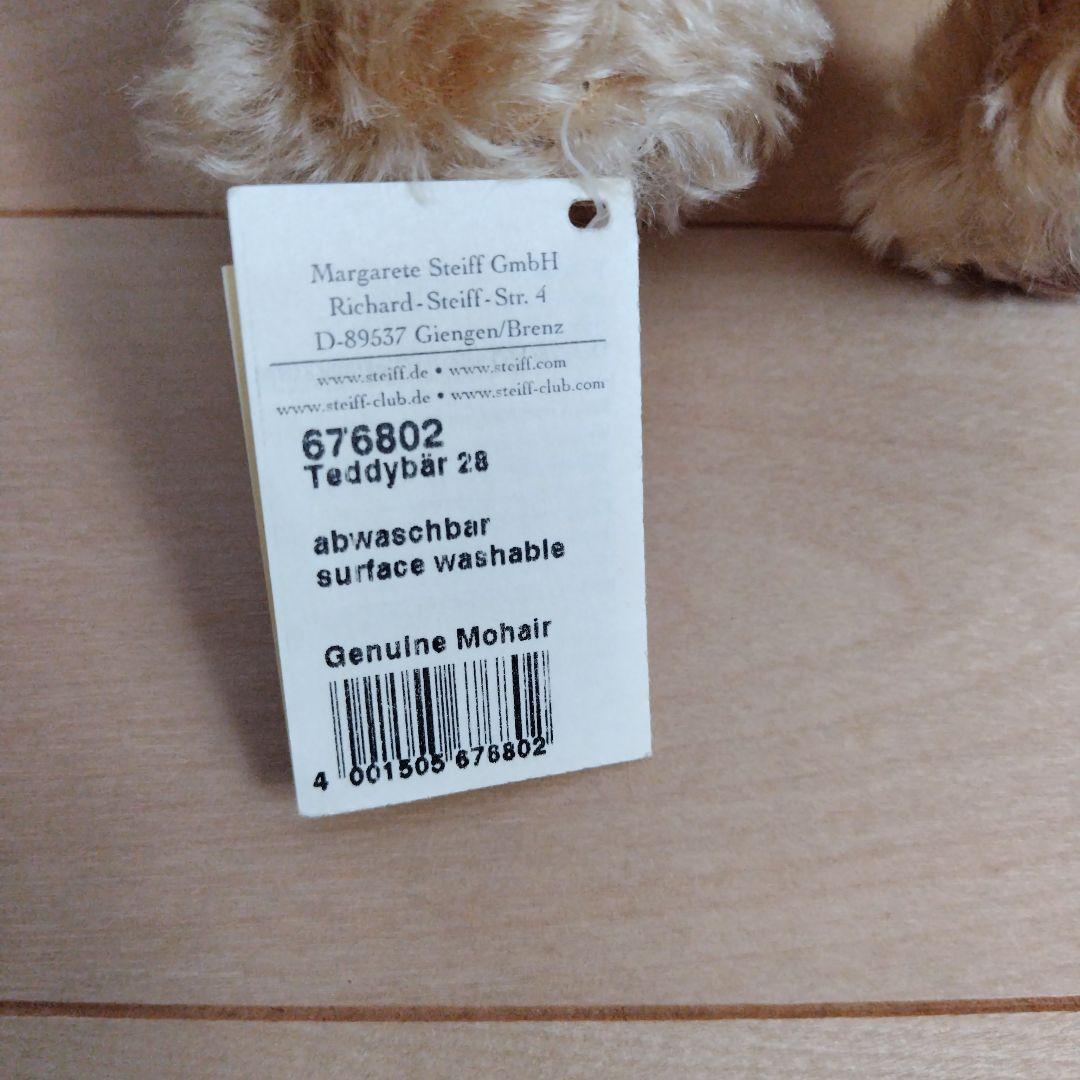 Margarete Steiff GmbH
Richard-Steiff-Str. 4
D-89537 Giengen/Brenz
www.steiff.de • www.steiff.com
www.steiff-club.de • www.steiff-club.com
676802
Teddybär 28
abwaschbar
surface washable
Genuine Mohair
4 001505 676802